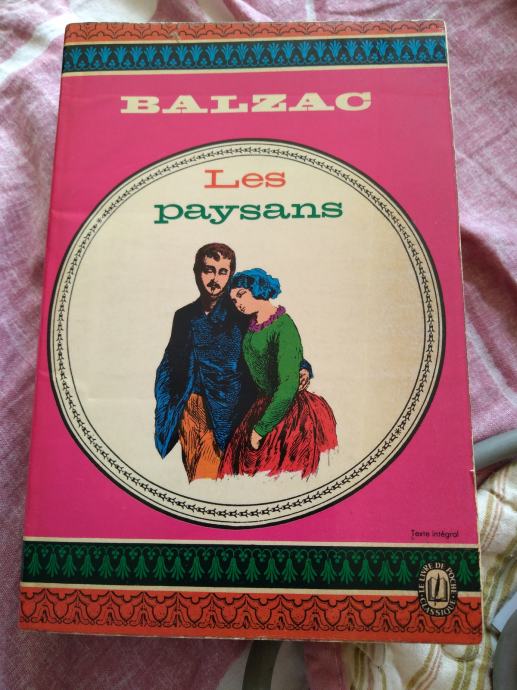 BALZAC
Les
paysans
Texte intégral
LE LIVRE DE POCHE
CLASSIQUE